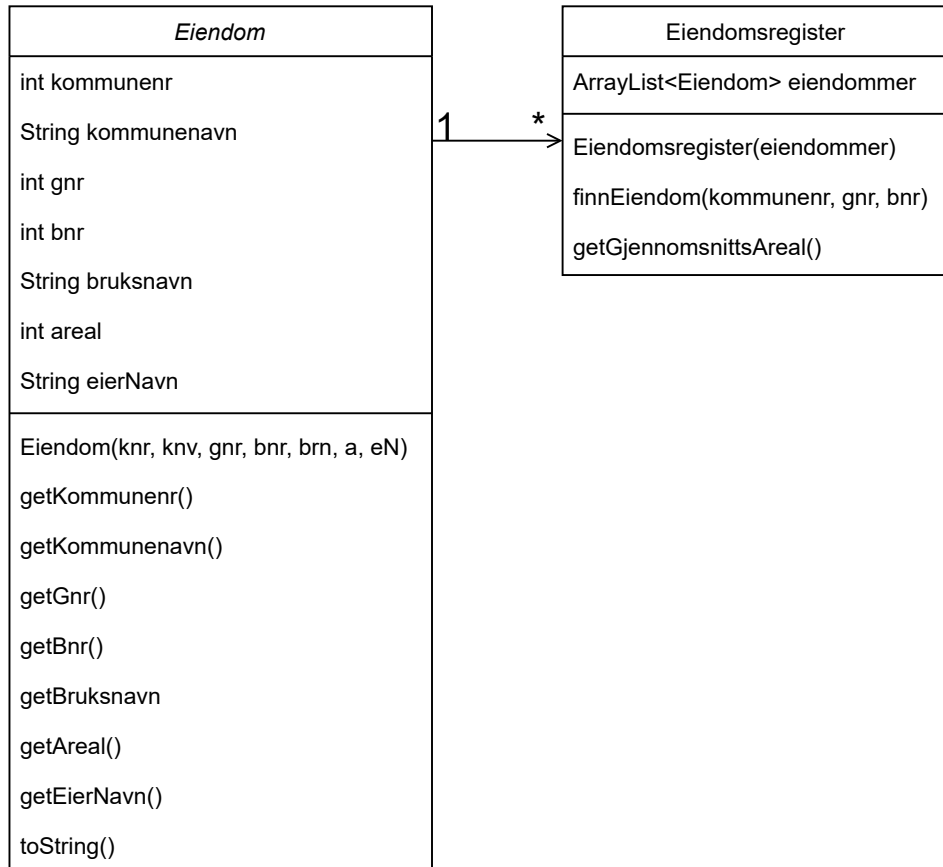 Eiendom
int kommunenr
String kommunenavn
int gnr
int bnr
String bruksnavn
int areal
String eierNavn
Eiendom(knr, knv, gnr, bnr, brn, a, eN)
getKommunenr()
getKommunenavn()
getGnr()
getBnr()
getBruksnavn
getAreal()
getEierNavn()
toString()
1
*
Eiendomsregister
ArrayList<Eiendom> eiendommer
Eiendomsregister(eiendommer)
finnEiendom(kommunenr, gnr, bnr)
getGjennomsnittsAreal()